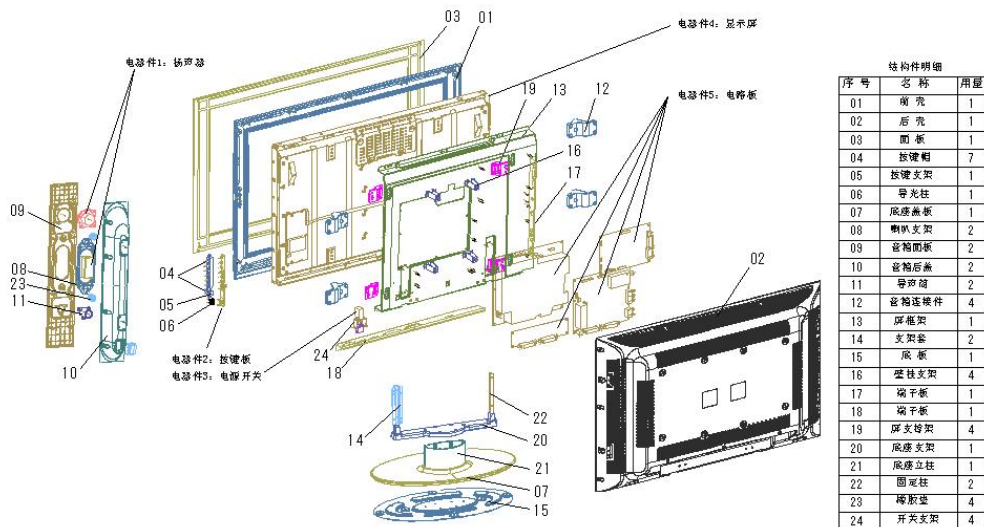 03
01
电器件4：显示屏
电器件1：扬声器
19
13
12
电器件5：电路板
16
17
09
02
08
23
11
04
05
06
10
电器件2：按键板
电器件3：电源开关
24
18
14
22
20
21
07
15
结构件明细
序号 名称 用量
01 前壳 1
02 后壳 1
03 面板 1
04 按键帽 7
05 按键支架 1
06 导光柱 1
07 底座盖板 1
08 喇叭支架 2
09 音箱面板 2
10 音箱后盖 2
11 导声筒 2
12 音箱连接件 4
13 屏框架 1
14 支架套 2
15 底板 1
16 壁挂支架 4
17 端子板 1
18 端子板 1
19 屏支撑架 4
20 底座支架 1
21 底座立柱 1
22 固定柱 2
23 橡胶垫 4
24 开关支架 4